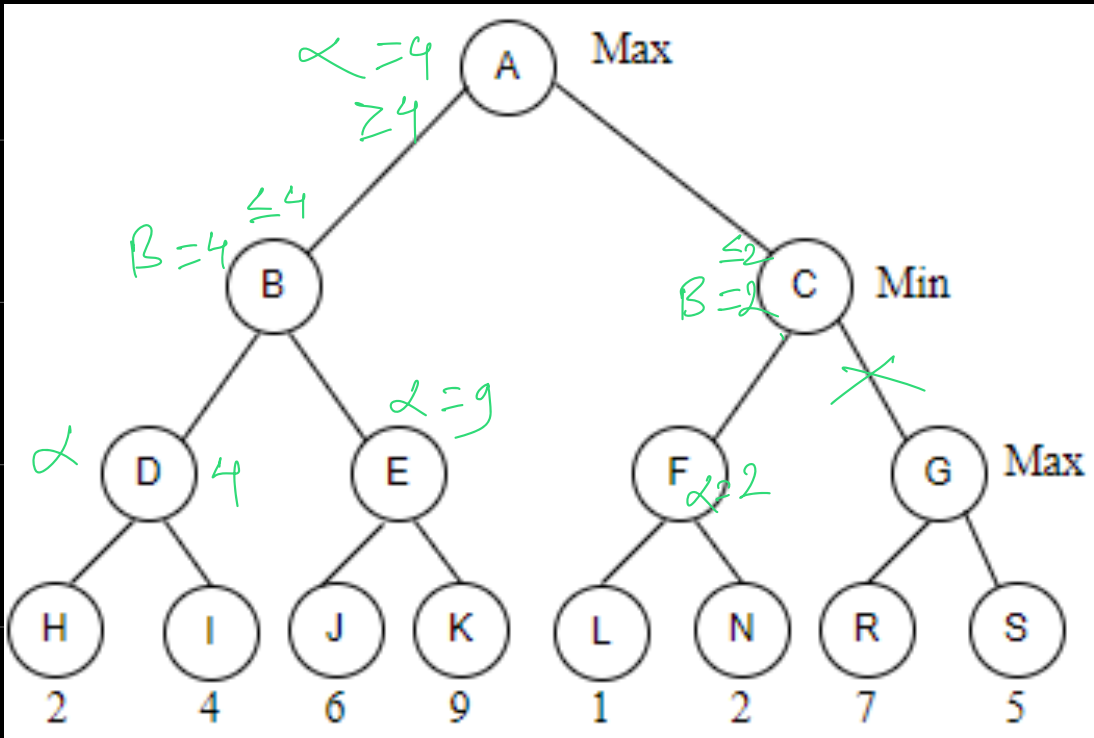 α = 4
A
Max
≥ 4
≤ 4
B = 4
B
≤ 2
B = 2
C
Min
α = 9
α
D
4
E
F
α = 2
G
Max
H
I
J
K
L
N
R
S
2
4
6
9
1
2
7
5